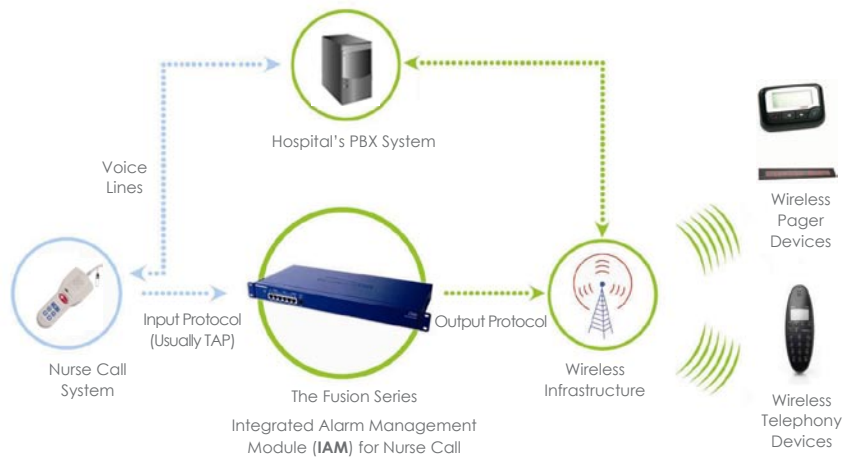 Hospital's PBX System
Voice
Lines
Wireless
Pager
Devices
Input Protocol
(Usually TAP)
Output Protocol
Nurse Call
System
The Fusion Series
Integrated Alarm Management
Module (IAM) for Nurse Call
Wireless
Infrastructure
Wireless
Telephony
Devices